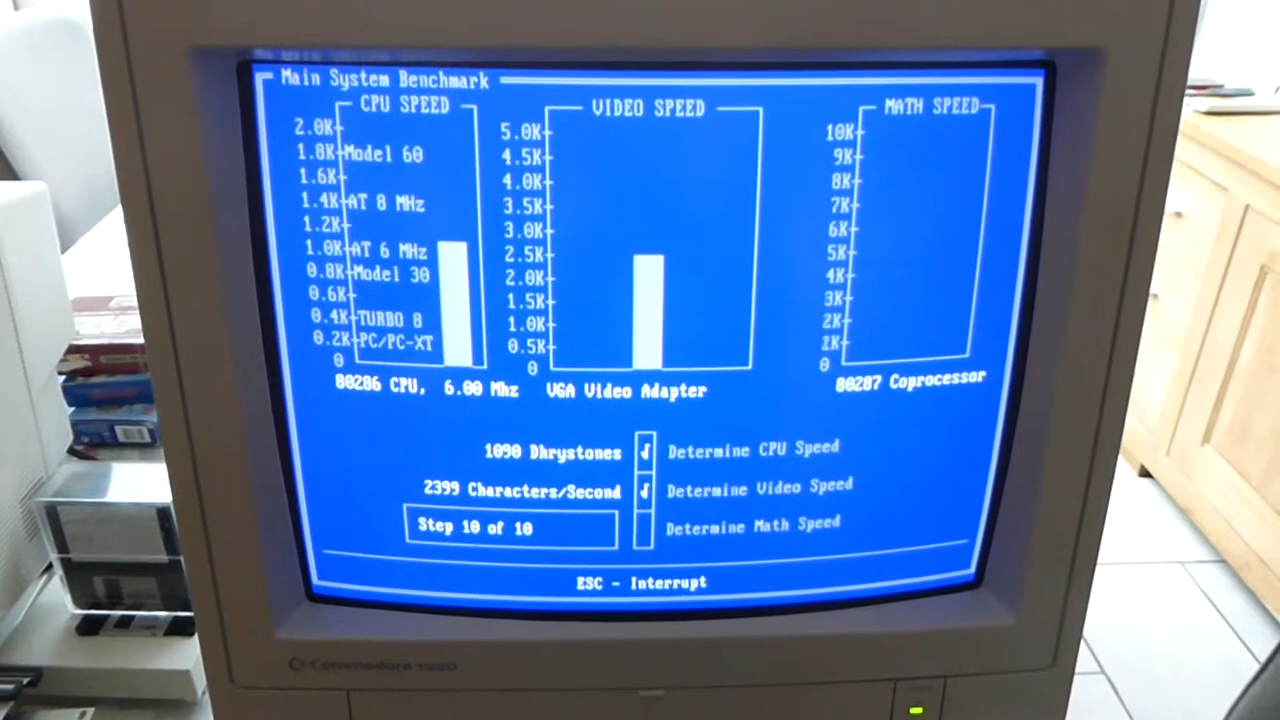 Main System Benchmark
CPU SPEED
2.0K
1.8K Model 60
1.6K
1.4K AT 8 MHz
1.2K
1.0K AT 6 MHz
0.8K Model 30
0.6K
0.4K TURBO 8
0.2K PC/PC-XT
0
80286 CPU, 6.00 Mhz
VIDEO SPEED
5.0K
4.5K
4.0K
3.5K
3.0K
2.5K
2.0K
1.5K
1.0K
0.5K
0
VGA Video Adapter
MATH SPEED
10K
9K
8K
7K
6K
5K
4K
3K
2K
1K
0
80287 Coprocessor
1090 Dhrystones √ Determine CPU Speed
2399 Characters/Second √ Determine Video Speed
Step 10 of 10 Determine Math Speed
ESC - Interrupt
Commodore